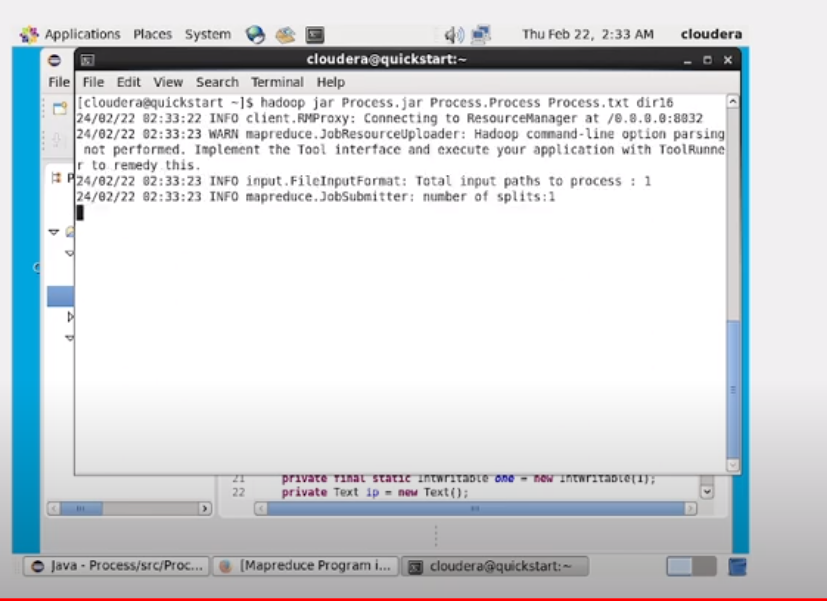 Applications Places System Thu Feb 22, 2:33 AM cloudera
cloudera@quickstart:~
File File Edit View Search Terminal Help
[cloudera@quickstart ~]$ hadoop jar Process.jar Process.Process Process.txt dir16
24/02/22 02:33:22 INFO client.RMProxy: Connecting to ResourceManager at /0.0.0.0:8032
24/02/22 02:33:23 WARN mapreduce.JobResourceUploader: Hadoop command-line option parsing
not performed. Implement the Tool interface and execute your application with ToolRunne
r to remedy this.
24/02/22 02:33:23 INFO input.FileInputFormat: Total input paths to process : 1
24/02/22 02:33:23 INFO mapreduce.JobSubmitter: number of splits:1
P
21 private final static IntWritable one = new IntWritable(1);
22 private Text ip = new Text();
Java - Process/src/Proc... [Mapreduce Program i... cloudera@quickstart:~